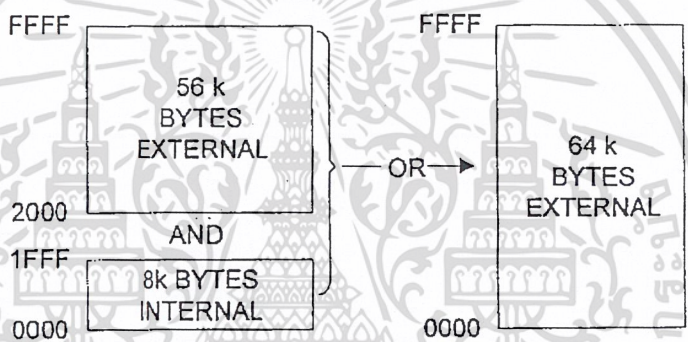 FFFF
56 k
BYTES
EXTERNAL
2000
AND
1FFF
8k BYTES
INTERNAL
0000
OR
FFFF
64 k
BYTES
EXTERNAL
0000